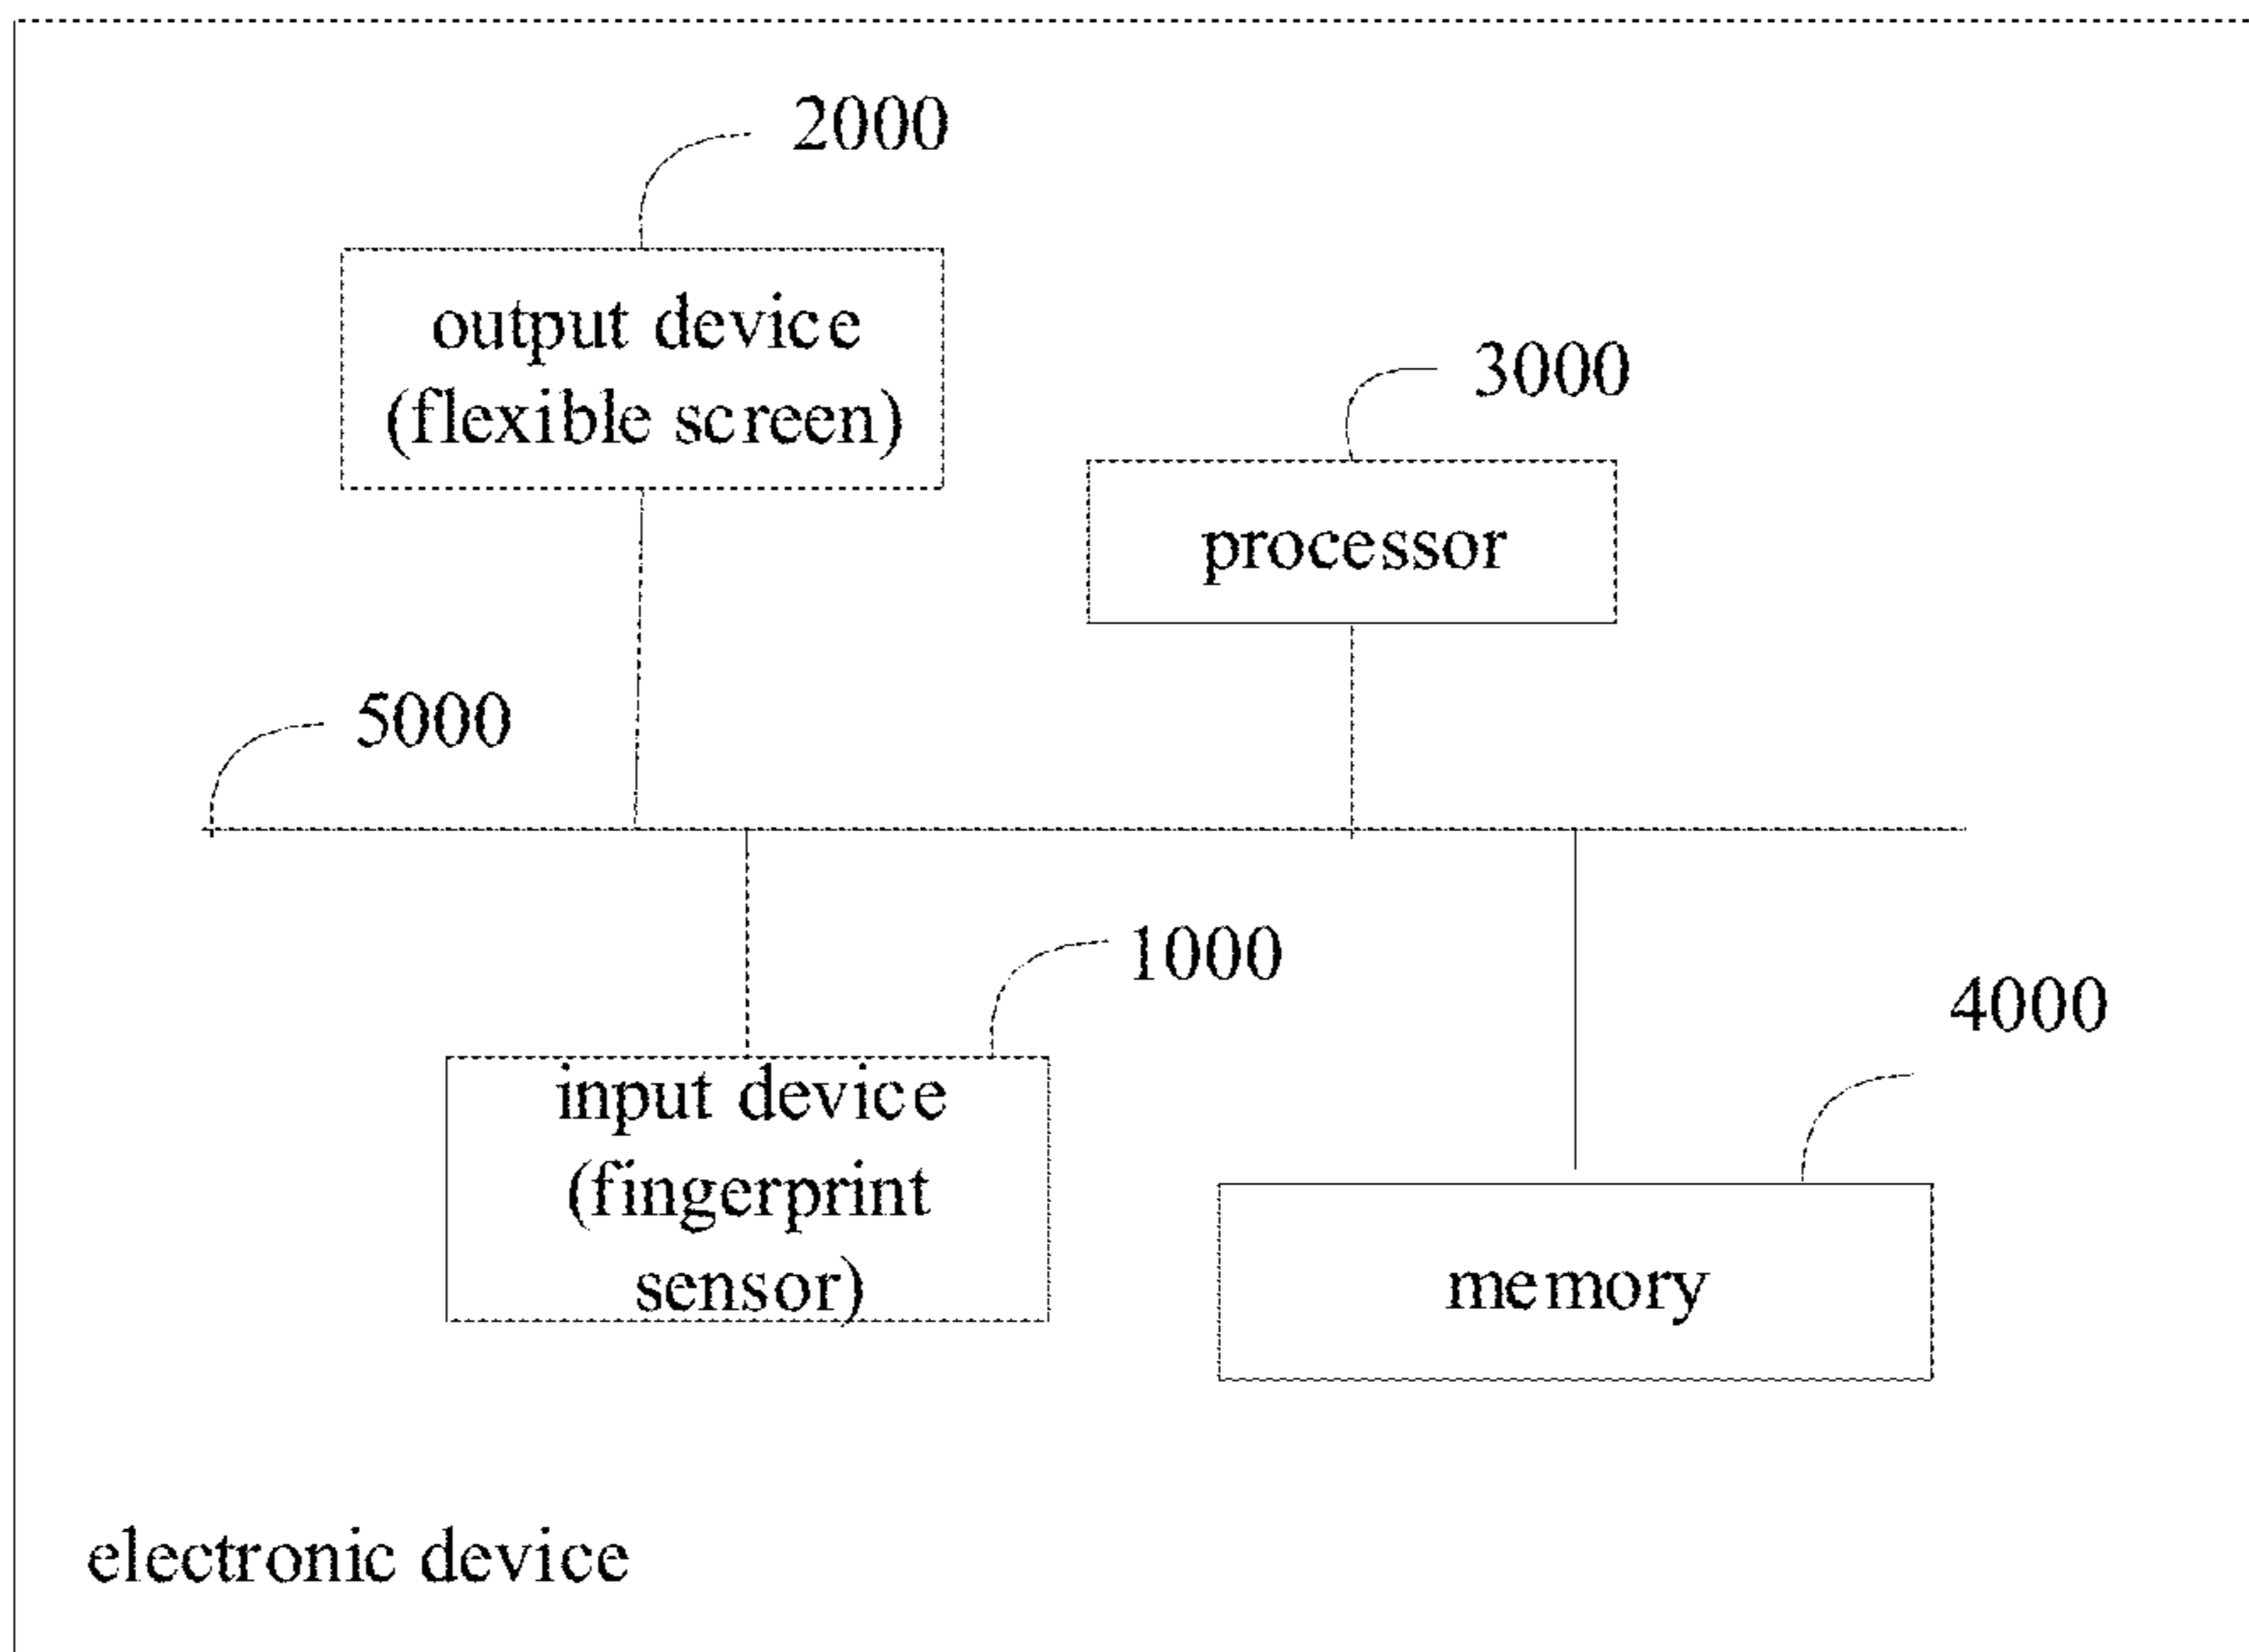 2000
output device
(flexible screen)
3000
processor
5000
1000
input device
(fingerprint
sensor)
4000
memory
electronic device